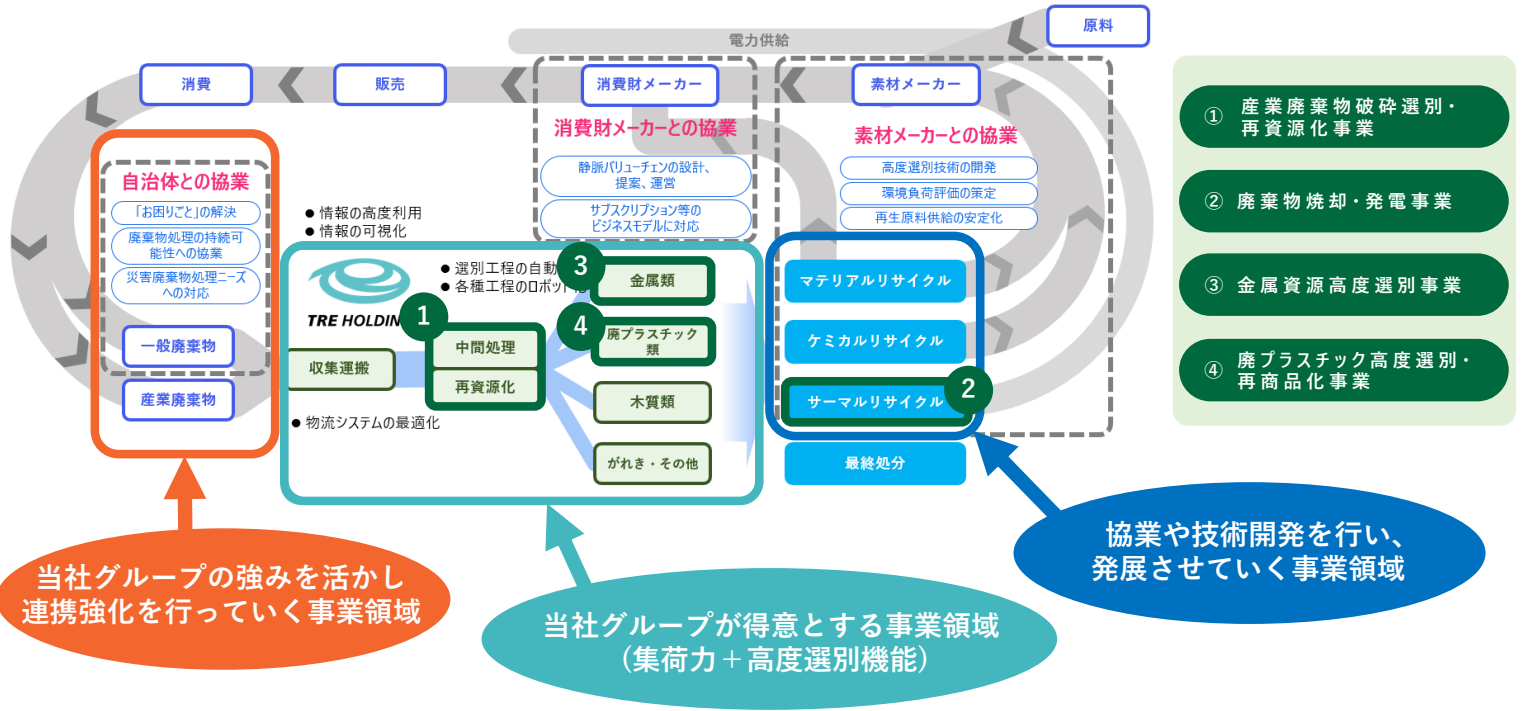 原料
電力供給
消費
販売
消費財メーカー
素材メーカー
消費財メーカーとの協業
静脈バリューチェンの設計、
提案、運営
サブスクリプション等の
ビジネスモデルに対応
素材メーカーとの協業
高度選別技術の開発
環境負荷評価の策定
再生原料供給の安定化
自治体との協業
「お困りごと」の解決
廃棄物処理の持続可
能性への協業
災害廃棄物処理ニーズ
への対応
一般廃棄物
産業廃棄物
● 情報の高度利用
● 情報の可視化
● 選別工程の自動
● 各種工程のロボット
TRE HOLDIN
収集運搬
1
中間処理
再資源化
● 物流システムの最適化
3
金属類
4
廃プラスチック
類
木質類
がれき・その他
マテリアルリサイクル
ケミカルリサイクル
サーマルリサイクル
2
最終処分
① 産業廃棄物破砕選別・
再資源化事業
② 廃棄物焼却・発電事業
③ 金属資源高度選別事業
④ 廃プラスチック高度選別・
再商品化事業
当社グループの強みを活かし
連携強化を行っていく事業領域
当社グループが得意とする事業領域
(集荷力＋高度選別機能)
協業や技術開発を行い、
発展させていく事業領域